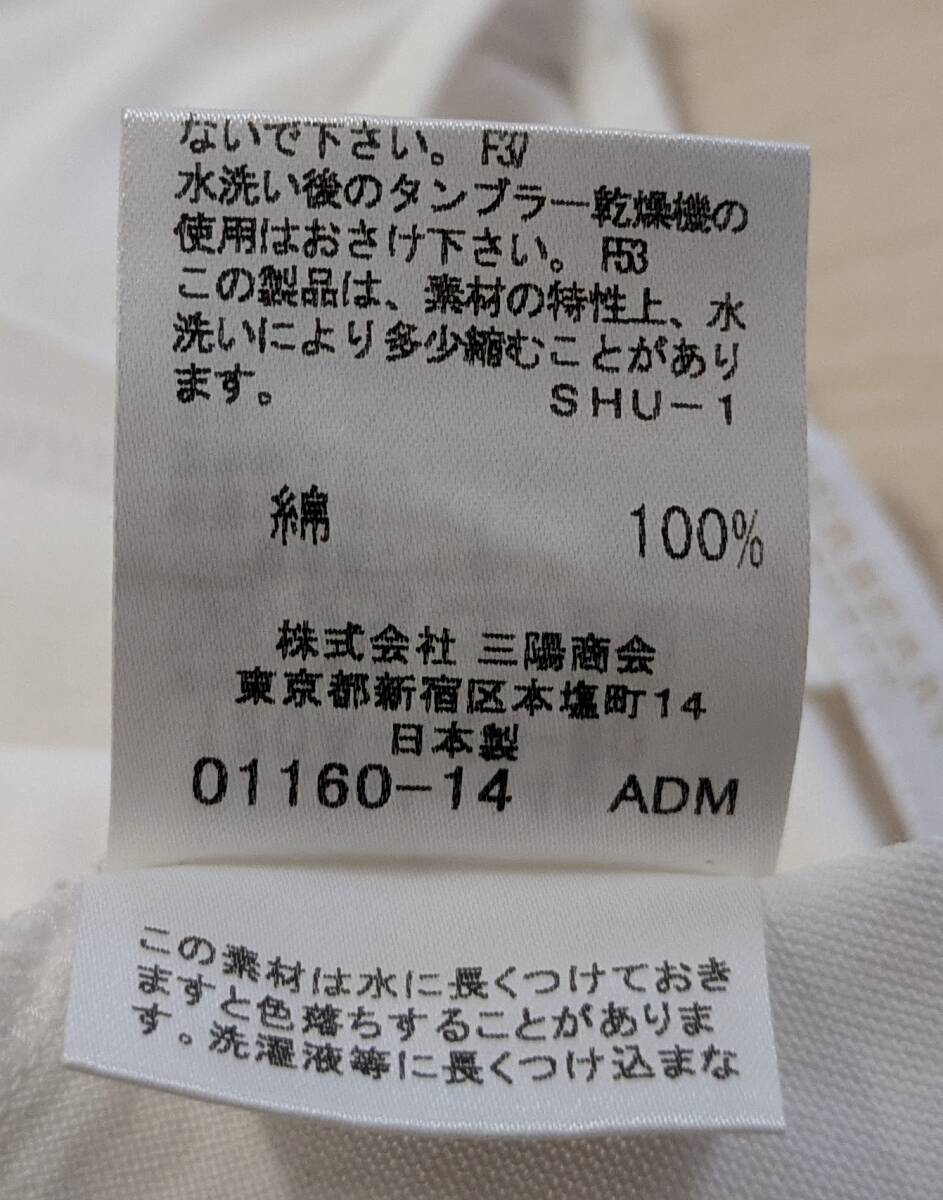 ないで下さい。 F37
水洗い後のタンブラー乾燥機の
使用はおさけ下さい。 F53
この製品は、素材の特性上、水
洗いにより多少縮むことがあり
ます。 SHU-1
綿 100%
株式会社 三陽商会
東京都新宿区本塩町14
日本製
01160-14 ADM
この素材は水に長くつけておき
ますと色落ちすることがありま
す。洗濯液等に長くつけ込まな